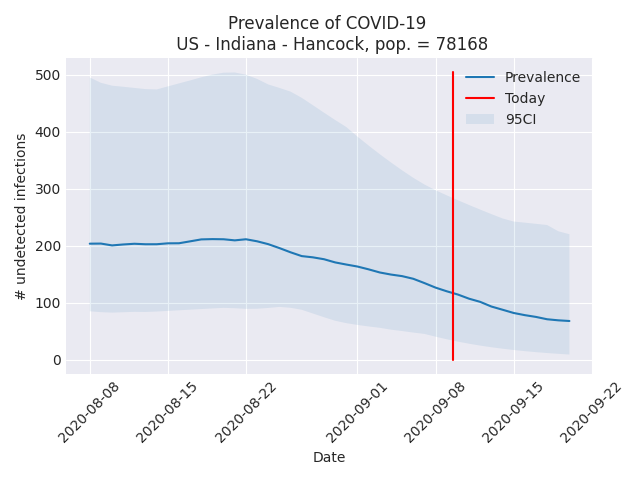 Prevalence of COVID-19
US - Indiana - Hancock, pop. = 78168
500
400
300
200
100
0
# undetected infections
Prevalence
Today
95CI
2020-08-08
2020-08-15
2020-08-22
2020-09-01
2020-09-08
2020-09-15
2020-09-22
Date